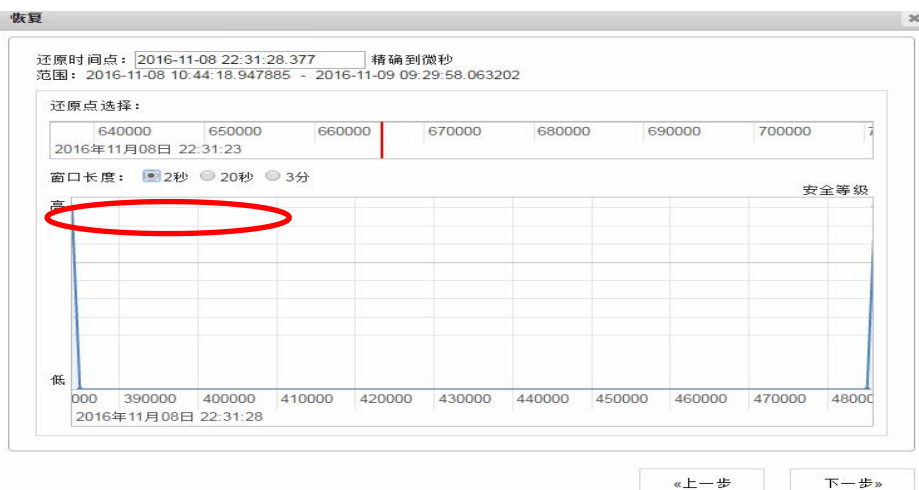 恢复
还原时间点： 2016-11-08 22:31:28.377 精确到微秒
范围：2016-11-08 10:44:18.947885 - 2016-11-09 09:29:58.063202
还原点选择：
640000 650000 660000 670000 680000 690000 700000 7
2016年11月08日 22:31:23
窗口长度： 2秒 20秒 3分
安全等级
高
低
000 390000 400000 410000 420000 430000 440000 450000 460000 470000 48000
2016年11月08日 22:31:28
«上一步 下一步»